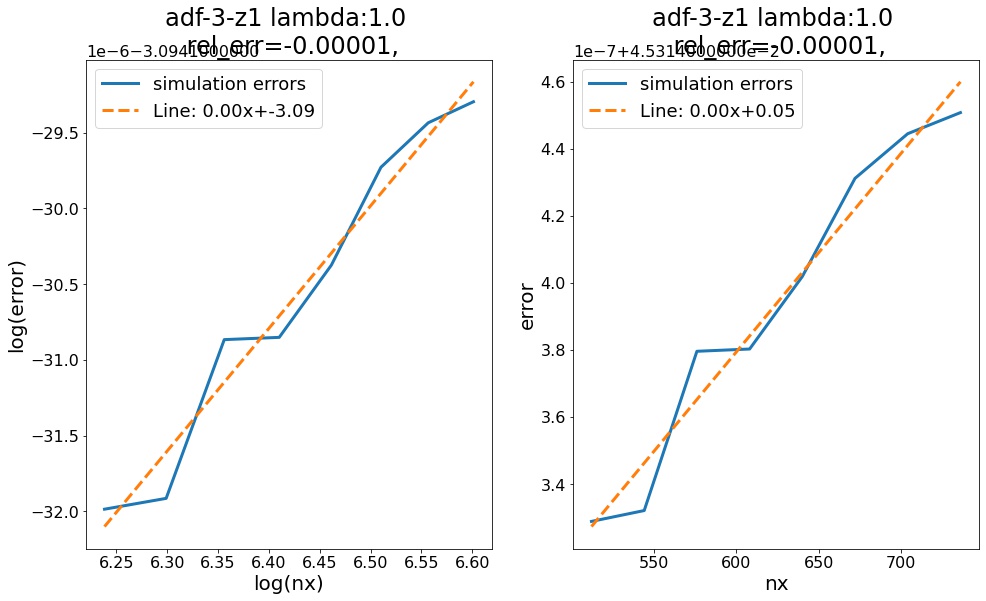 adf-3-z1 lambda:1.0
rel_err=-0.00001,
1e−6−3.0941000000
simulation errors
Line: 0.00x+-3.09
−29.5
−30.0
−30.5
−31.0
−31.5
−32.0
log(error)
6.25 6.30 6.35 6.40 6.45 6.50 6.55 6.60
log(nx)
adf-3-z1 lambda:1.0
rel_err=-0.00001,
1e−7+4.5314000000e−2
simulation errors
Line: 0.00x+0.05
4.6
4.4
4.2
4.0
3.8
3.6
3.4
error
550 600 650 700
nx